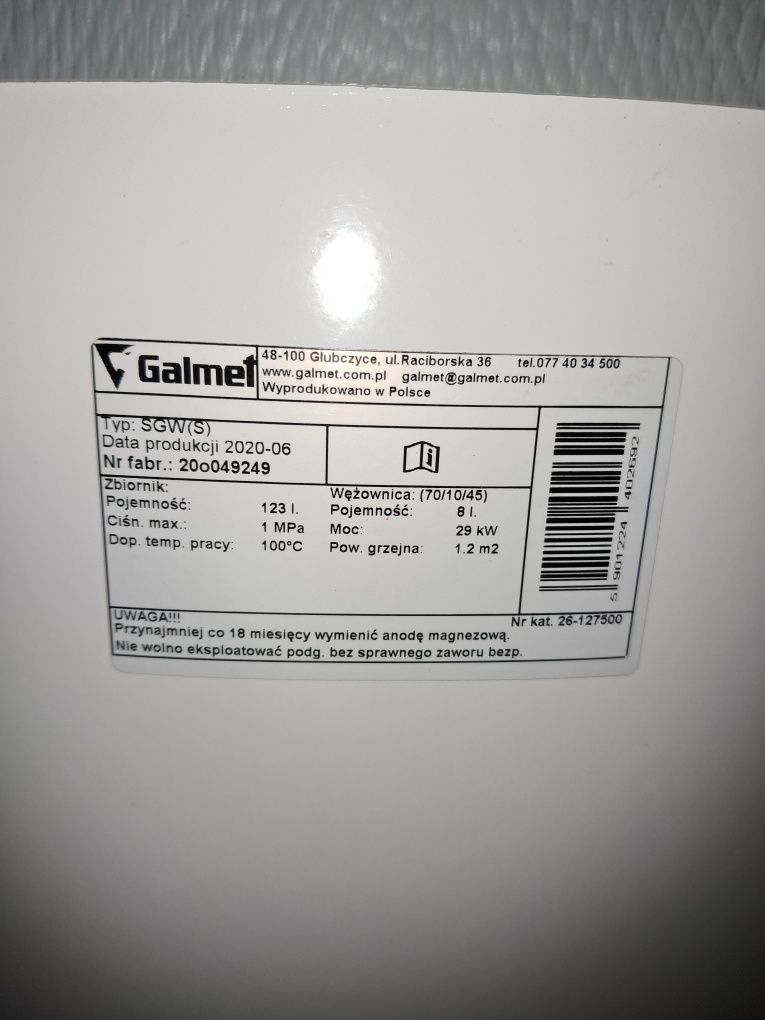 Galmet
48-100 Głubczyce, ul.Raciborska 36 tel.077 40 34 500
www.galmet.com.pl galmet@galmet.com.pl
Wyprodukowano w Polsce
Typ: SGW(S)
Data produkcji 2020-06
Nr fabr.: 20o049249
Zbiornik:
Pojemność: 123 l.
Ciśn. max.: 1 MPa
Dop. temp. pracy: 100°C
Wężownica: (70/10/45)
Pojemność: 8 l.
Moc: 29 kW
Pow. grzejna: 1.2 m2
5 901224 402692
Nr kat. 26-127500
UWAGA!!!
Przynajmniej co 18 miesięcy wymienić anodę magnezową.
Nie wolno eksploatować podg. bez sprawnego zaworu bezp.